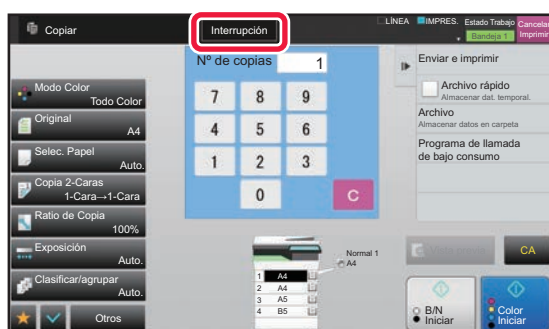 Copiar
Interrupción
LÍNEA
IMPRES.
Estado Trabajo
Bandeja 1
Cancelar
Imprimir
Nº de copias
1
Modo Color
Todo Color
Original
A4
Selec. Papel
Auto.
Copia 2-Caras
1-Cara→1-Cara
Ratio de Copia
100%
Exposición
Auto.
Clasificar/agrupar
Auto.
Otros
7 8 9
4 5 6
1 2 3
0 C
Normal 1
A4
1 A4
2 A4
3 A5
4 B5
Enviar e imprimir
Archivo rápido
Almacenar dat. temporal.
Archivo
Almacenar datos en carpeta
Programa de llamada
de bajo consumo
CA
B/N
Iniciar
Color
Iniciar